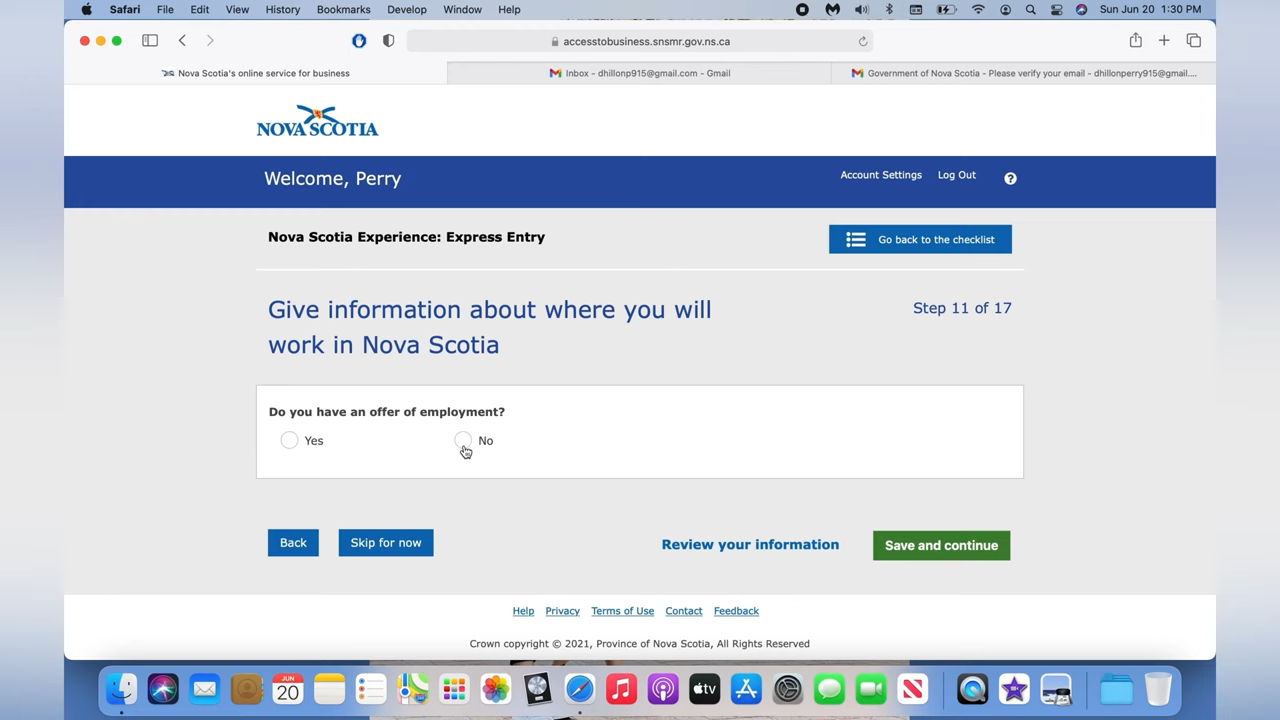 Safari File Edit View History Bookmarks Develop Window Help Sun Jun 20 1:30 PM
accesstobusiness.snsmr.gov.ns.ca
Nova Scotia's online service for business Inbox - dhillonp915@gmail.com - Gmail Government of Nova Scotia - Please verify your email - dhillonperry915@gmail....
NOVA SCOTIA
Welcome, Perry Account Settings Log Out ?
Nova Scotia Experience: Express Entry Go back to the checklist
Give information about where you will Step 11 of 17
work in Nova Scotia
Do you have an offer of employment?
Yes No
Back Skip for now Review your information Save and continue
Help Privacy Terms of Use Contact Feedback
Crown copyright © 2021, Province of Nova Scotia, All Rights Reserved
JUN
20
tv